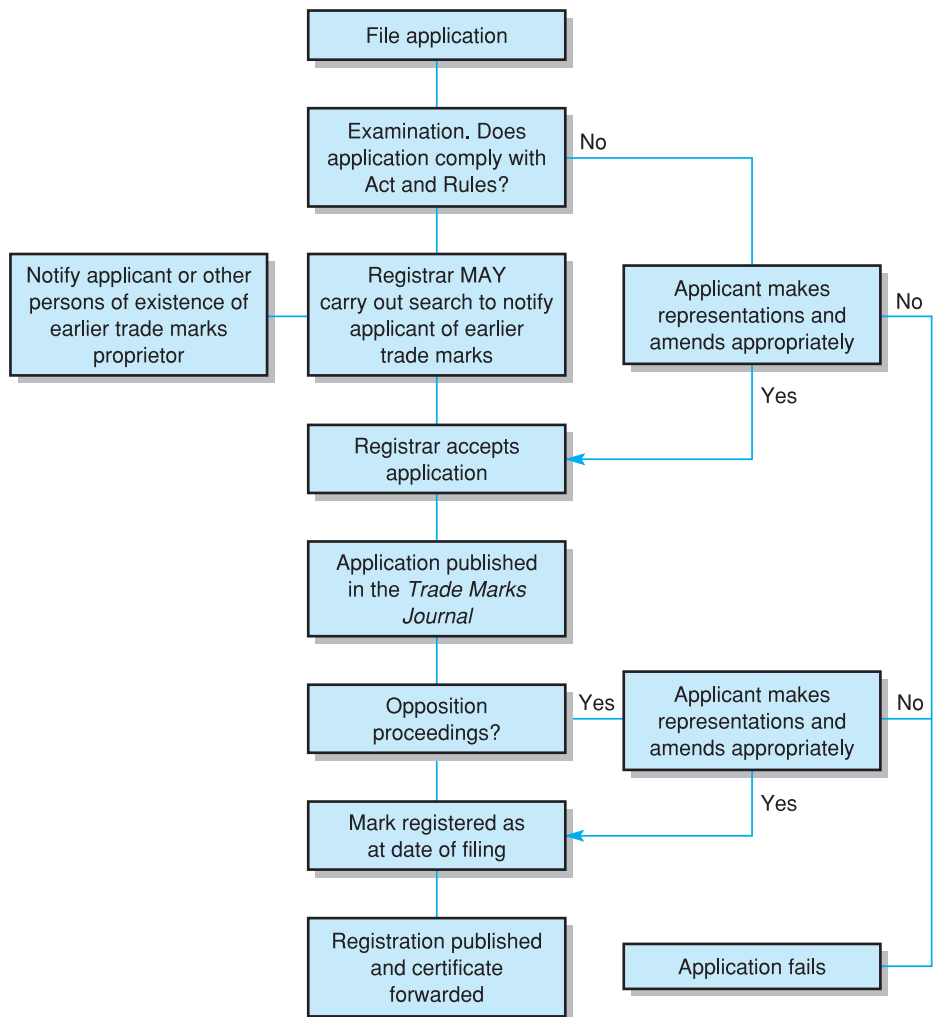 File application
Examination. Does
application comply with
Act and Rules?
No
Notify applicant or other
persons of existence of
earlier trade marks
proprietor
Registrar MAY
carry out search to notify
applicant of earlier
trade marks
Applicant makes
representations and
amends appropriately
No
Yes
Registrar accepts
application
Application published
in the Trade Marks
Journal
Opposition
proceedings?
Yes
Applicant makes
representations and
amends appropriately
No
Yes
Mark registered as
at date of filing
Registration published
and certificate
forwarded
Application fails